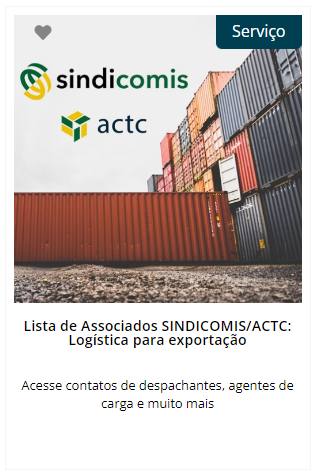 Serviço
sindicomis
actc
Lista de Associados SINDICOMIS/ACTC:
Logística para exportação
Acesse contatos de despachantes, agentes de
carga e muito mais